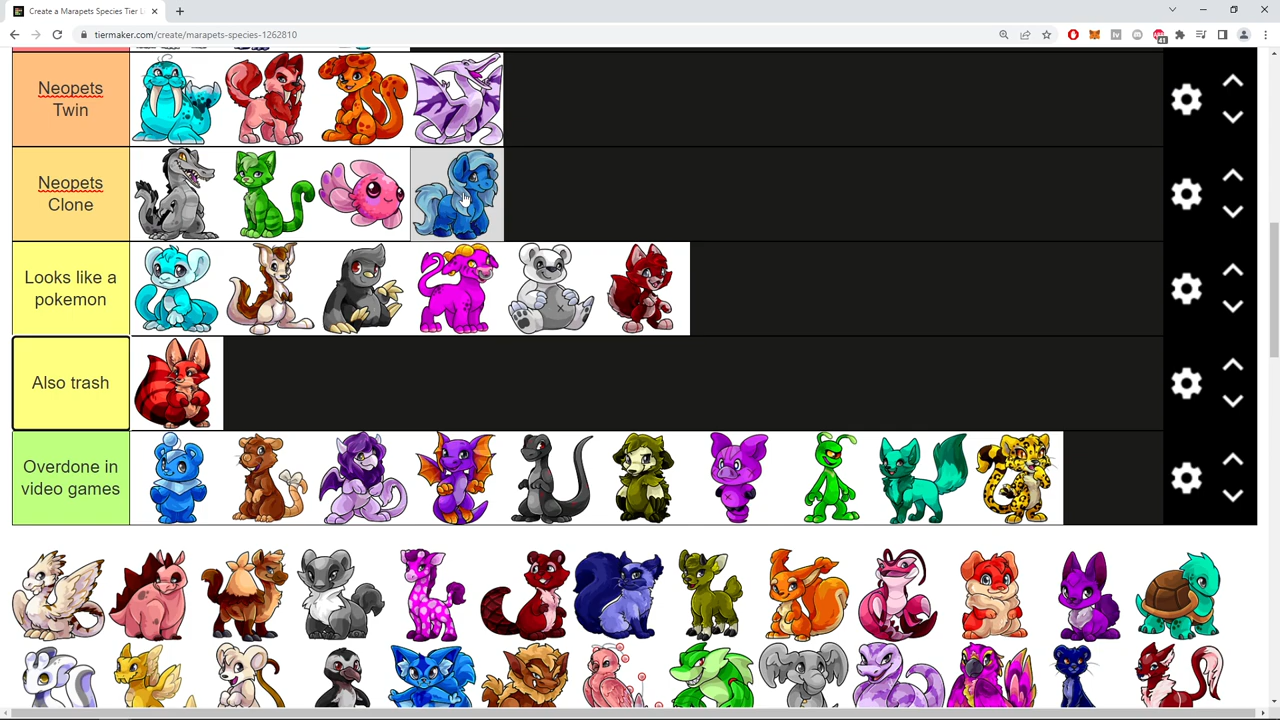 Create a Marapets Species Tier Li
tiermaker.com/create/marapets-species-1262810
41
Neopets
Twin
Neopets
Clone
Looks like a
pokemon
Also trash
Overdone in
video games